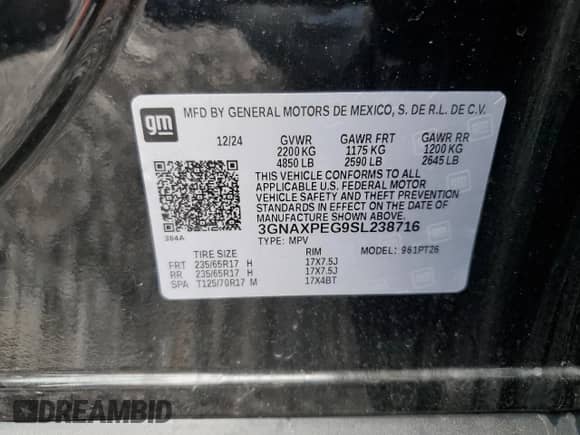 gm
MFD BY GENERAL MOTORS DE MEXICO, S. DE R.L. DE C.V.
12/24 GVWR GAWR FRT GAWR RR
2200 KG 1175 KG 1200 KG
4850 LB 2590 LB 2645 LB
THIS VEHICLE CONFORMS TO ALL
APPLICABLE U.S. FEDERAL MOTOR
VEHICLE SAFETY AND THEFT PREVENTION
STANDARDS IN EFFECT ON THE DATE OF
MANUFACTURE SHOWN ABOVE.
384A 3GNAXPEG9SL238716
TYPE: MPV MODEL: 961PT26
TIRE SIZE RIM
FRT 235/65R17 H 17X7.5J
RR 235/65R17 H 17X7.5J
SPA T125/70R17 M 17X4BT
DREAMBID